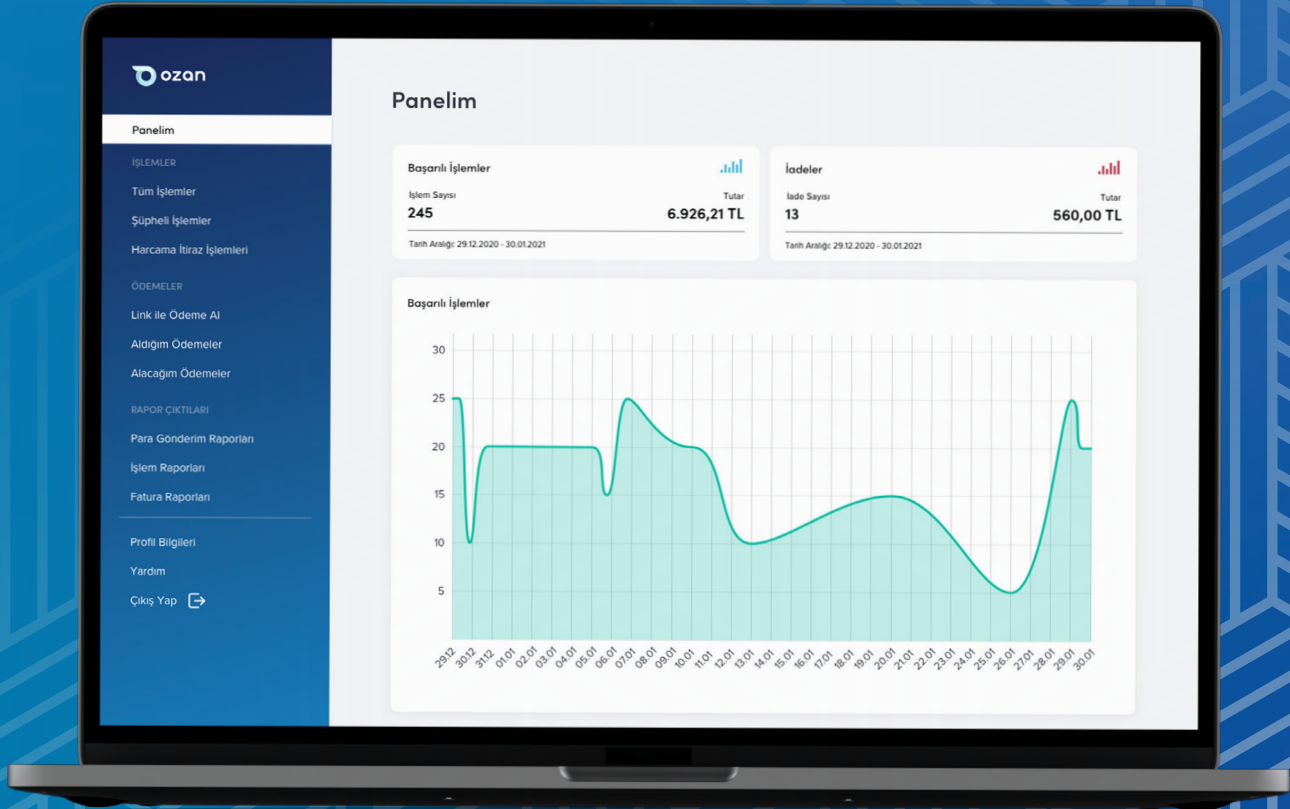 ozan
Panelim
İŞLEMLER
Tüm İşlemler
Şüpheli İşlemler
Harcama İtiraz İşlemleri
ÖDEMELER
Link ile Ödeme Al
Aldığım Ödemeler
Alacağım Ödemeler
RAPOR ÇIKTILARI
Para Gönderim Raporları
İşlem Raporları
Fatura Raporları
Profil Bilgileri
Yardım
Çıkış Yap
Panelim
Başarılı İşlemler
İşlem Sayısı Tutar
245 6.926,21 TL
Tarih Aralığı: 29.12.2020 - 30.01.2021
İadeler
İade Sayısı Tutar
13 560,00 TL
Tarih Aralığı: 29.12.2020 - 30.01.2021
Başarılı İşlemler
30
25
20
15
10
5
29.12 30.12 31.12 01.01 02.01 03.01 04.01 05.01 06.01 07.01 08.01 09.01 10.01 11.01 12.01 13.01 14.01 15.01 16.01 17.01 18.01 19.01 20.01 21.01 22.01 23.01 24.01 25.01 26.01 27.01 28.01 29.01 30.01